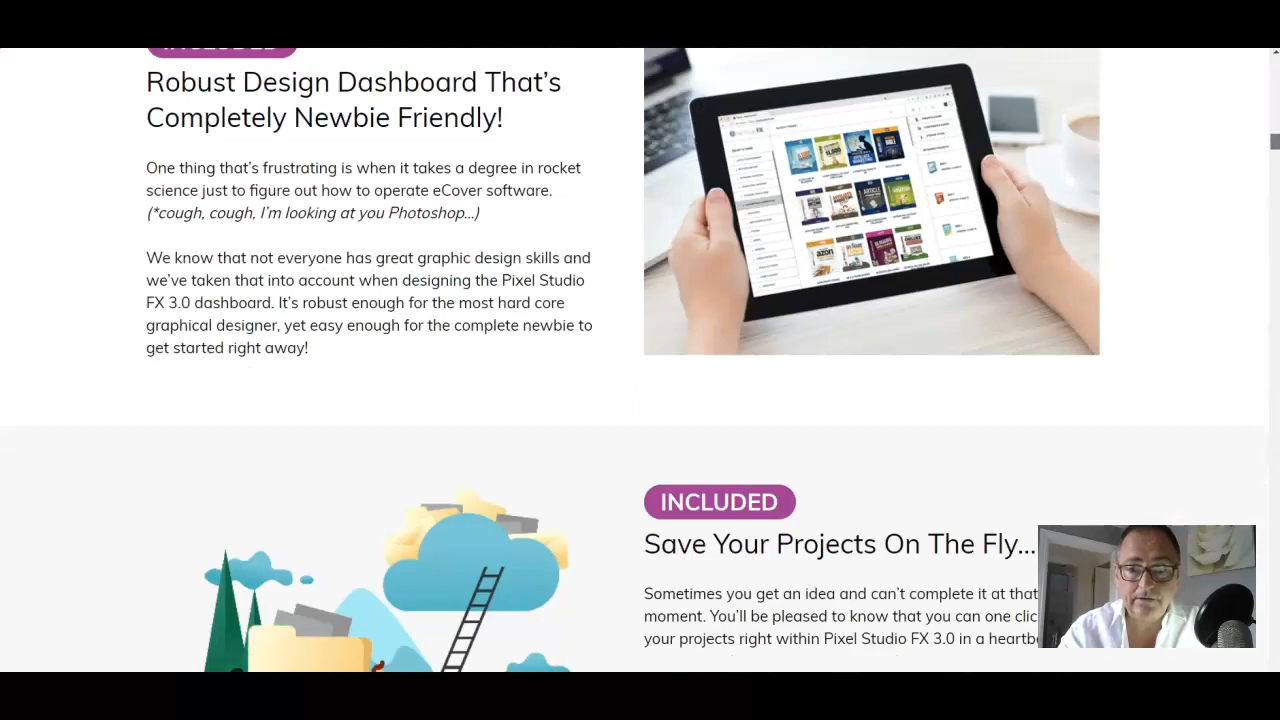 INCLUDED
Robust Design Dashboard That's
Completely Newbie Friendly!
One thing that's frustrating is when it takes a degree in rocket
science just to figure out how to operate eCover software.
(*cough, cough, I'm looking at you Photoshop...)
We know that not everyone has great graphic design skills and
we've taken that into account when designing the Pixel Studio
FX 3.0 dashboard. It's robust enough for the most hard core
graphical designer, yet easy enough for the complete newbie to
get started right away!
INCLUDED
Save Your Projects On The Fly...
Sometimes you get an idea and can't complete it at that
moment. You'll be pleased to know that you can one clic
your projects right within Pixel Studio FX 3.0 in a heartb